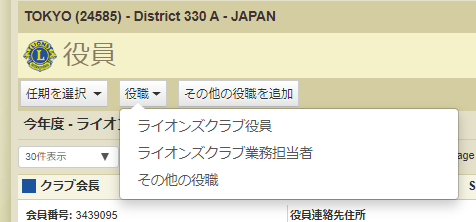 TOKYO (24585) - District 330 A - JAPAN
L
役員
任期を選択 役職 その他の役職を追加
ライオンズクラブ役員
ライオンズクラブ業務担当者
その他の役職
今年度 - ライオ
30件表示
age
クラブ会長 S
会員番号: 3439095 役員連絡先住所